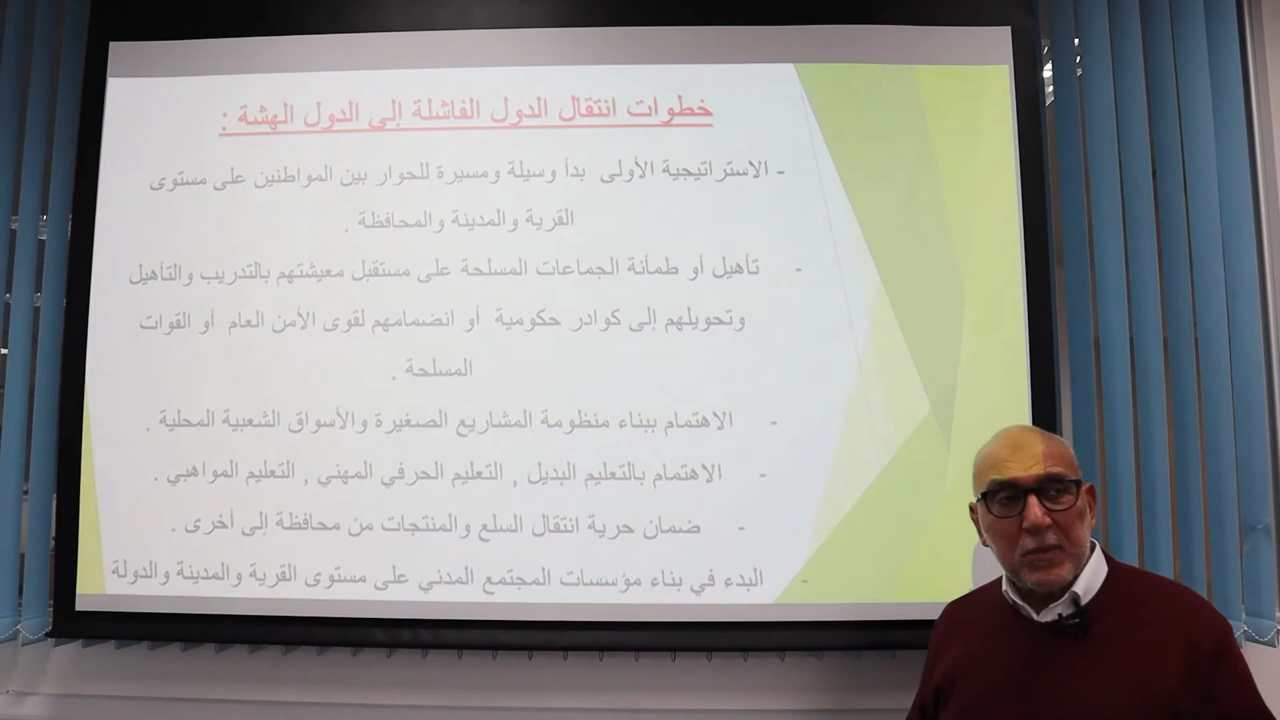 خطوات انتقال الدول الفاشلة إلى الدول الهشة :
- الاستراتيجية الأولى بدأ وسيلة ومسيرة للحوار بين المواطنين على مستوى
القرية والمدينة والمحافظة .
- تأهيل أو طمأنة الجماعات المسلحة على مستقبل معيشتهم بالتدريب والتأهيل
وتحويلهم إلى كوادر حكومية أو انضمامهم لقوى الأمن العام أو القوات
المسلحة .
- الاهتمام ببناء منظومة المشاريع الصغيرة والأسواق الشعبية المحلية .
- الاهتمام بالتعليم البديل , التعليم الحرفي المهني , التعليم المواهبي .
- ضمان حرية انتقال السلع والمنتجات من محافظة إلى أخرى .
- البدء في بناء مؤسسات المجتمع المدني على مستوى القرية والمدينة والدولة